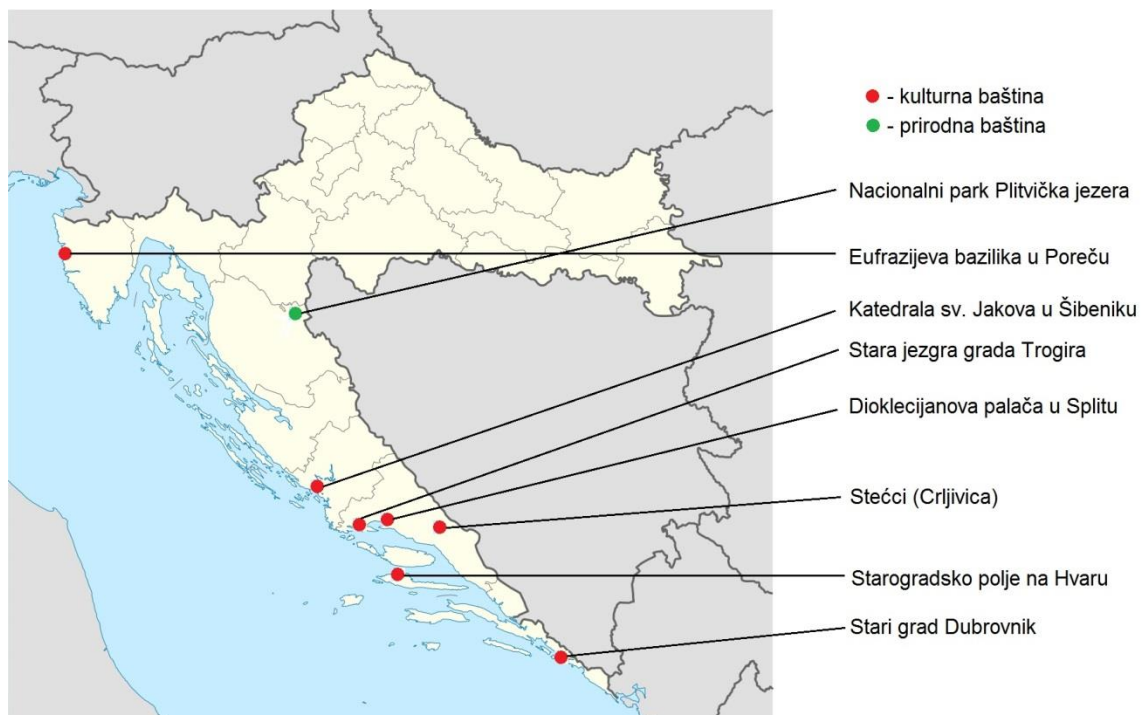 - kulturna baština
- prirodna baština
Nacionalni park Plitvička jezera
Eufrazijeva bazilika u Poreču
Katedrala sv. Jakova u Šibeniku
Stara jezgra grada Trogira
Dioklecijanova palača u Splitu
Stećci (Crljivica)
Starogradsko polje na Hvaru
Stari grad Dubrovnik